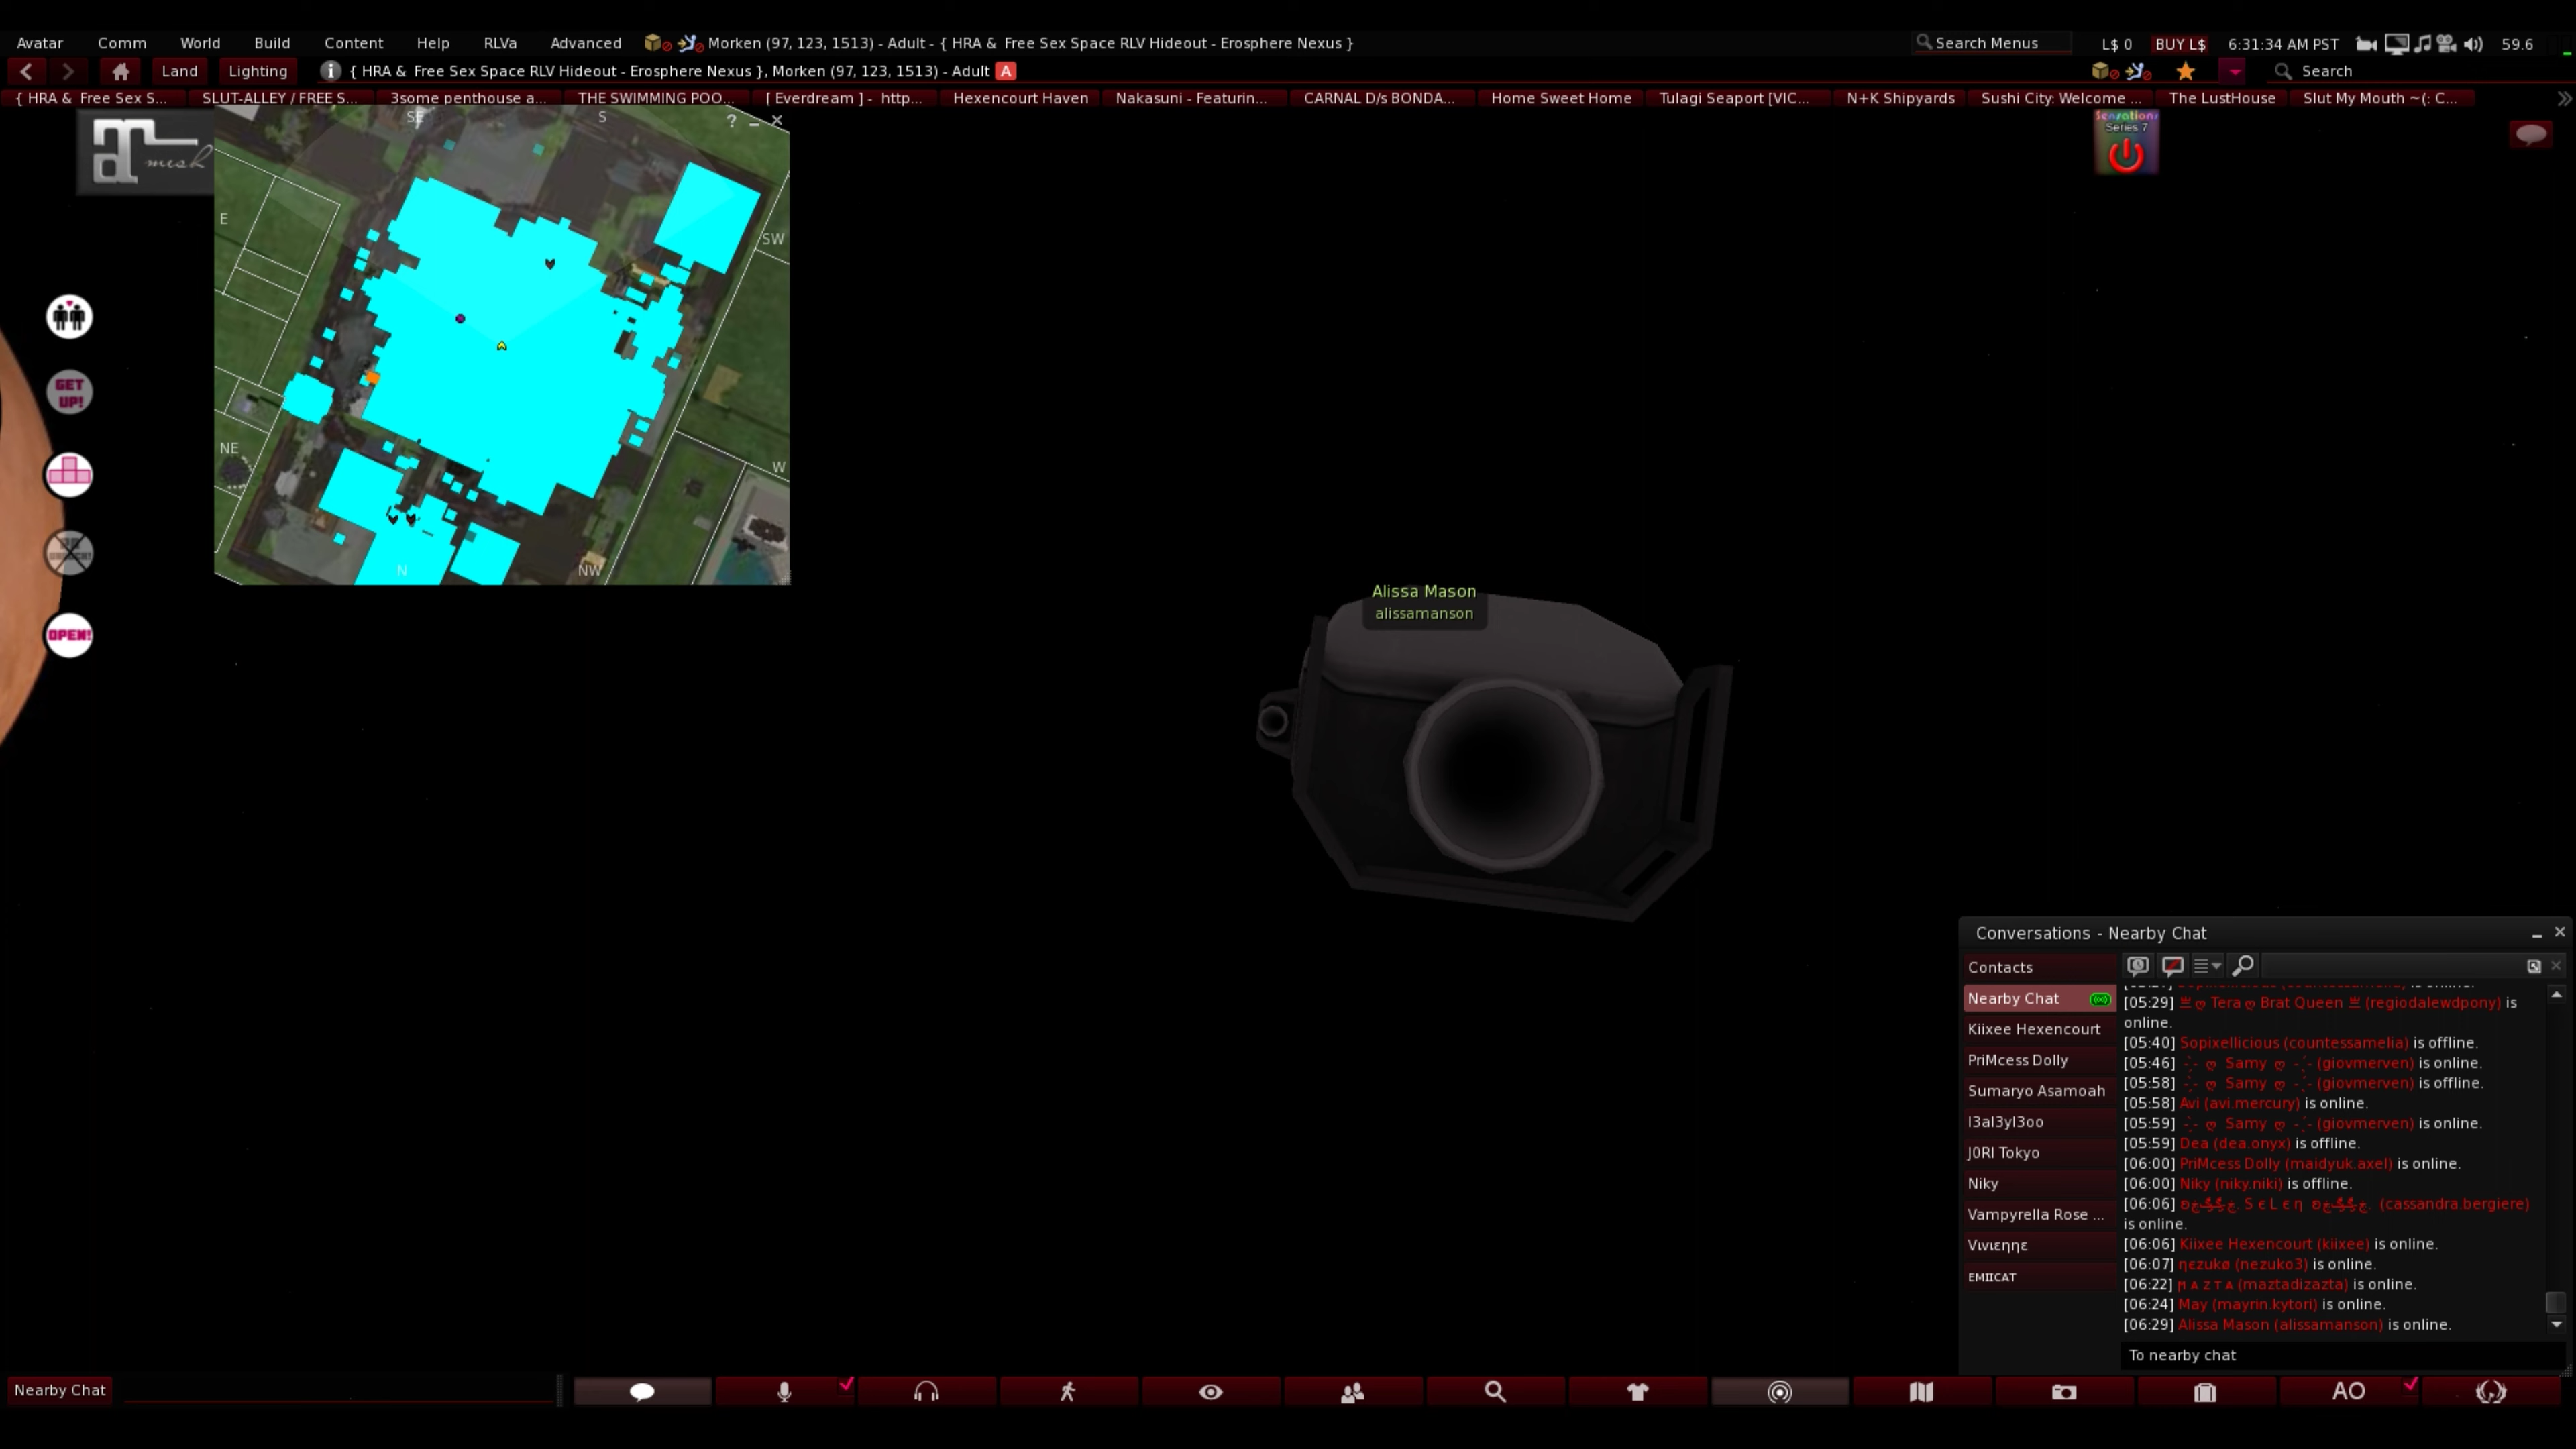 Avatar Comm World Build Content Help RLVa Advanced Morken (97, 123, 1513) - Adult - { HRA & Free Sex Space RLV Hideout - Erosphere Nexus } Search Menus L$ 0 BUY L$ 6:31:34 AM PST 59.6
Land Lighting { HRA & Free Sex Space RLV Hideout - Erosphere Nexus }, Morken (97, 123, 1513) - Adult A Search
{ HRA & Free Sex S... SLUT-ALLEY / FREE S... 3some penthouse a... THE SWIMMING POO... [ Everdream ] - http... Hexencourt Haven Nakasuni - Featurin... CARNAL D/s BONDA... Home Sweet Home Tulagi Seaport [VIC... N+K Shipyards Sushi City: Welcome ... The LustHouse Slut My Mouth ~(: C...
mesh
SE S
?
E
SW
NE
W
N
NW
Sensations
Series 7
GET
UP!
OPEN!
Alissa Mason
alissamanson
Conversations - Nearby Chat
Contacts
Nearby Chat
Kiixee Hexencourt
PriMcess Dolly
Sumaryo Asamoah
l3al3yl3oo
J0RI Tokyo
Niky
Vampyrella Rose ...
Vινιεηηε
ᴇᴍɪɪᴄᴀᴛ
[05:29] 쁘 ღ Tera ღ Brat Queen 쁘 (regiodalewdpony) is
online.
[05:40] Sopixellicious (countessamelia) is offline.
[05:46] ღ Samy ღ (giovmerven) is online.
[05:58] ღ Samy ღ (giovmerven) is offline.
[05:58] Avi (avi.mercury) is online.
[05:59] ღ Samy ღ (giovmerven) is online.
[05:59] Dea (dea.onyx) is offline.
[06:00] PriMcess Dolly (maidyuk.axel) is online.
[06:00] Niky (niky.niki) is offline.
[06:06] S є L є η (cassandra.bergiere)
is online.
[06:06] Kiixee Hexencourt (kiixee) is online.
[06:07] ηєzukø (nezuko3) is online.
[06:22] ᴍ ᴀ ᴢ ᴛ ᴀ (maztadizazta) is online.
[06:24] May (mayrin.kytori) is online.
[06:29] Alissa Mason (alissamanson) is online.
To nearby chat
Nearby Chat
AO